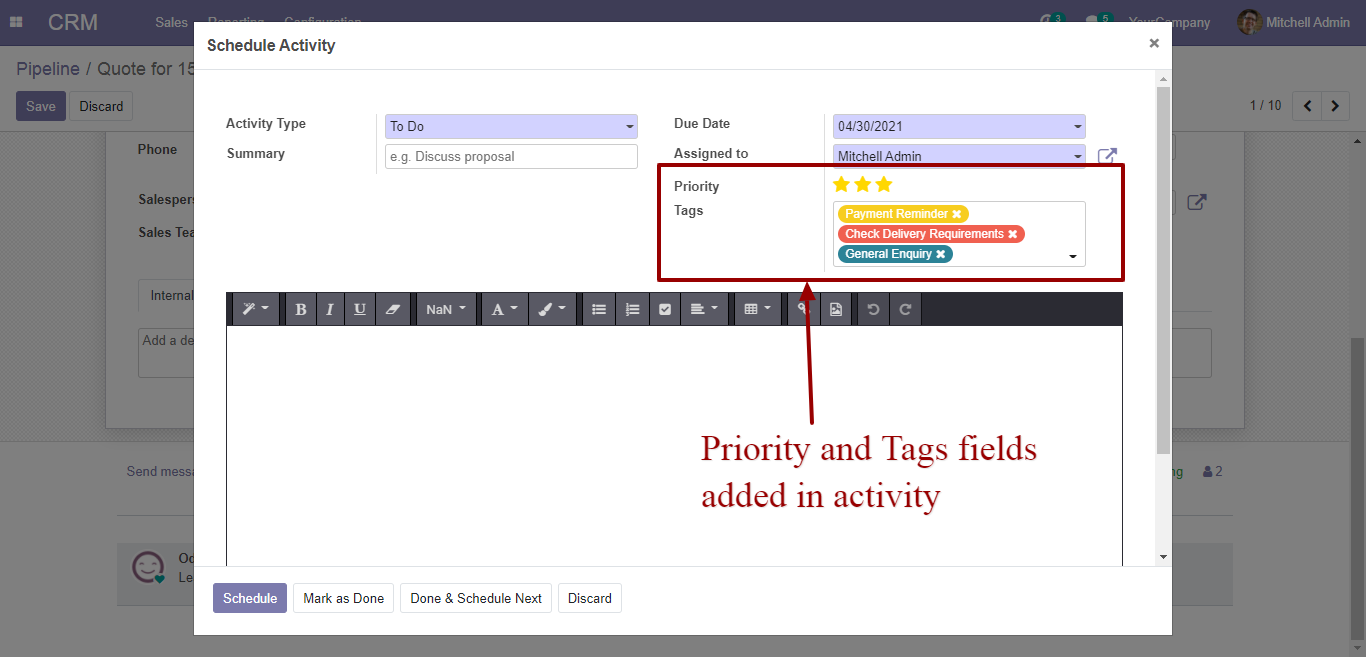 CRM
Sales
Reporting
Configuration
3
5
YourCompany
Mitchell Admin
Schedule Activity
×
Pipeline / Quote for 15
Save
Discard
1 / 10
Phone
Sales Tea
Internal
Add a de
Send messa
2
Activity Type
To Do
Summary
e.g. Discuss proposal
Due Date
04/30/2021
Assigned to
Mitchell Admin
Priority
Tags
Payment Reminder ✖
Check Delivery Requirements ✖
General Enquiry ✖
B
I
U
NaN
A
Priority and Tags fields
added in activity
Schedule
Mark as Done
Done & Schedule Next
Discard